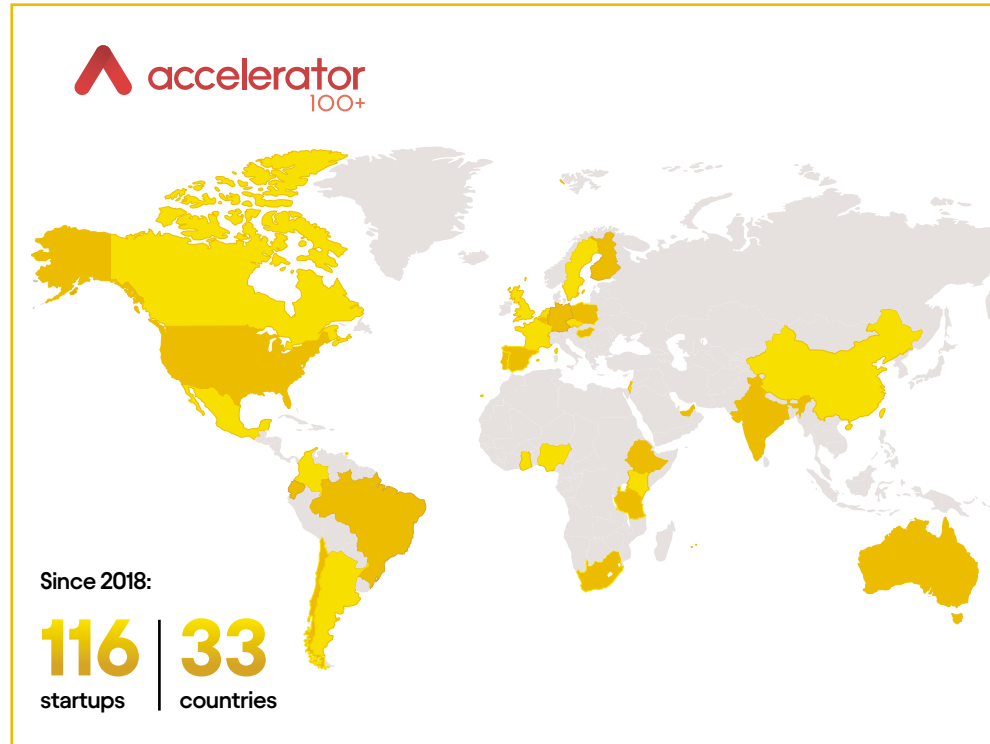 accelerator
100+
Since 2018:
116
startups
33
countries